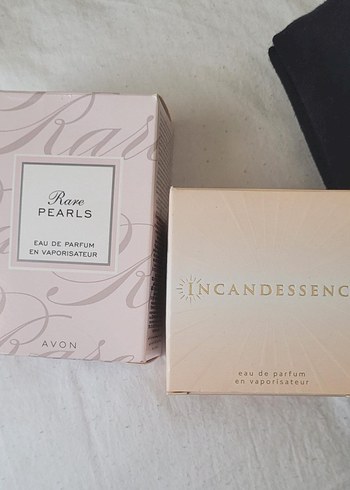 Rare
PEARLS
EAU DE PARFUM
EN VAPORISATEUR
AVON
INCANDESSENC
eau de parfum
en vaporisateur